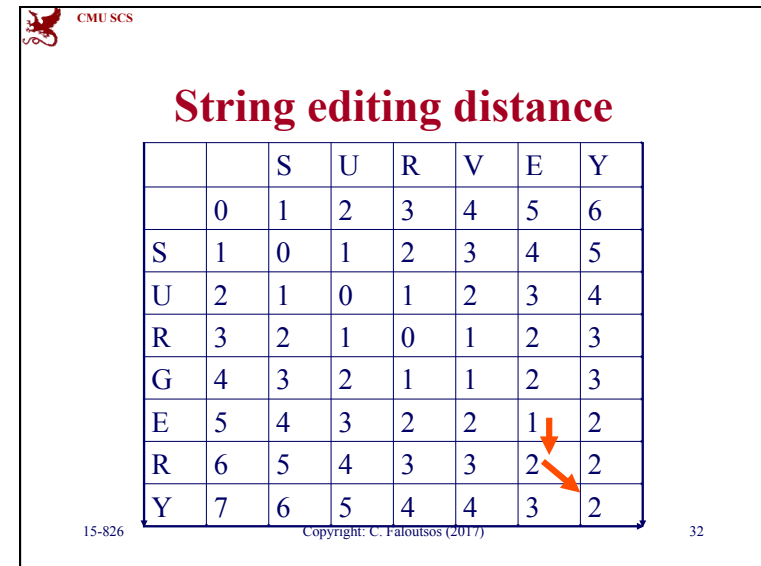 CMU SCS
String editing distance
S U R V E Y
0 1 2 3 4 5 6
S 1 0 1 2 3 4 5
U 2 1 0 1 2 3 4
R 3 2 1 0 1 2 3
G 4 3 2 1 1 2 3
E 5 4 3 2 2 1 2
R 6 5 4 3 3 2 2
Y 7 6 5 4 4 3 2
15-826 Copyright: C. Faloutsos (2017) 32